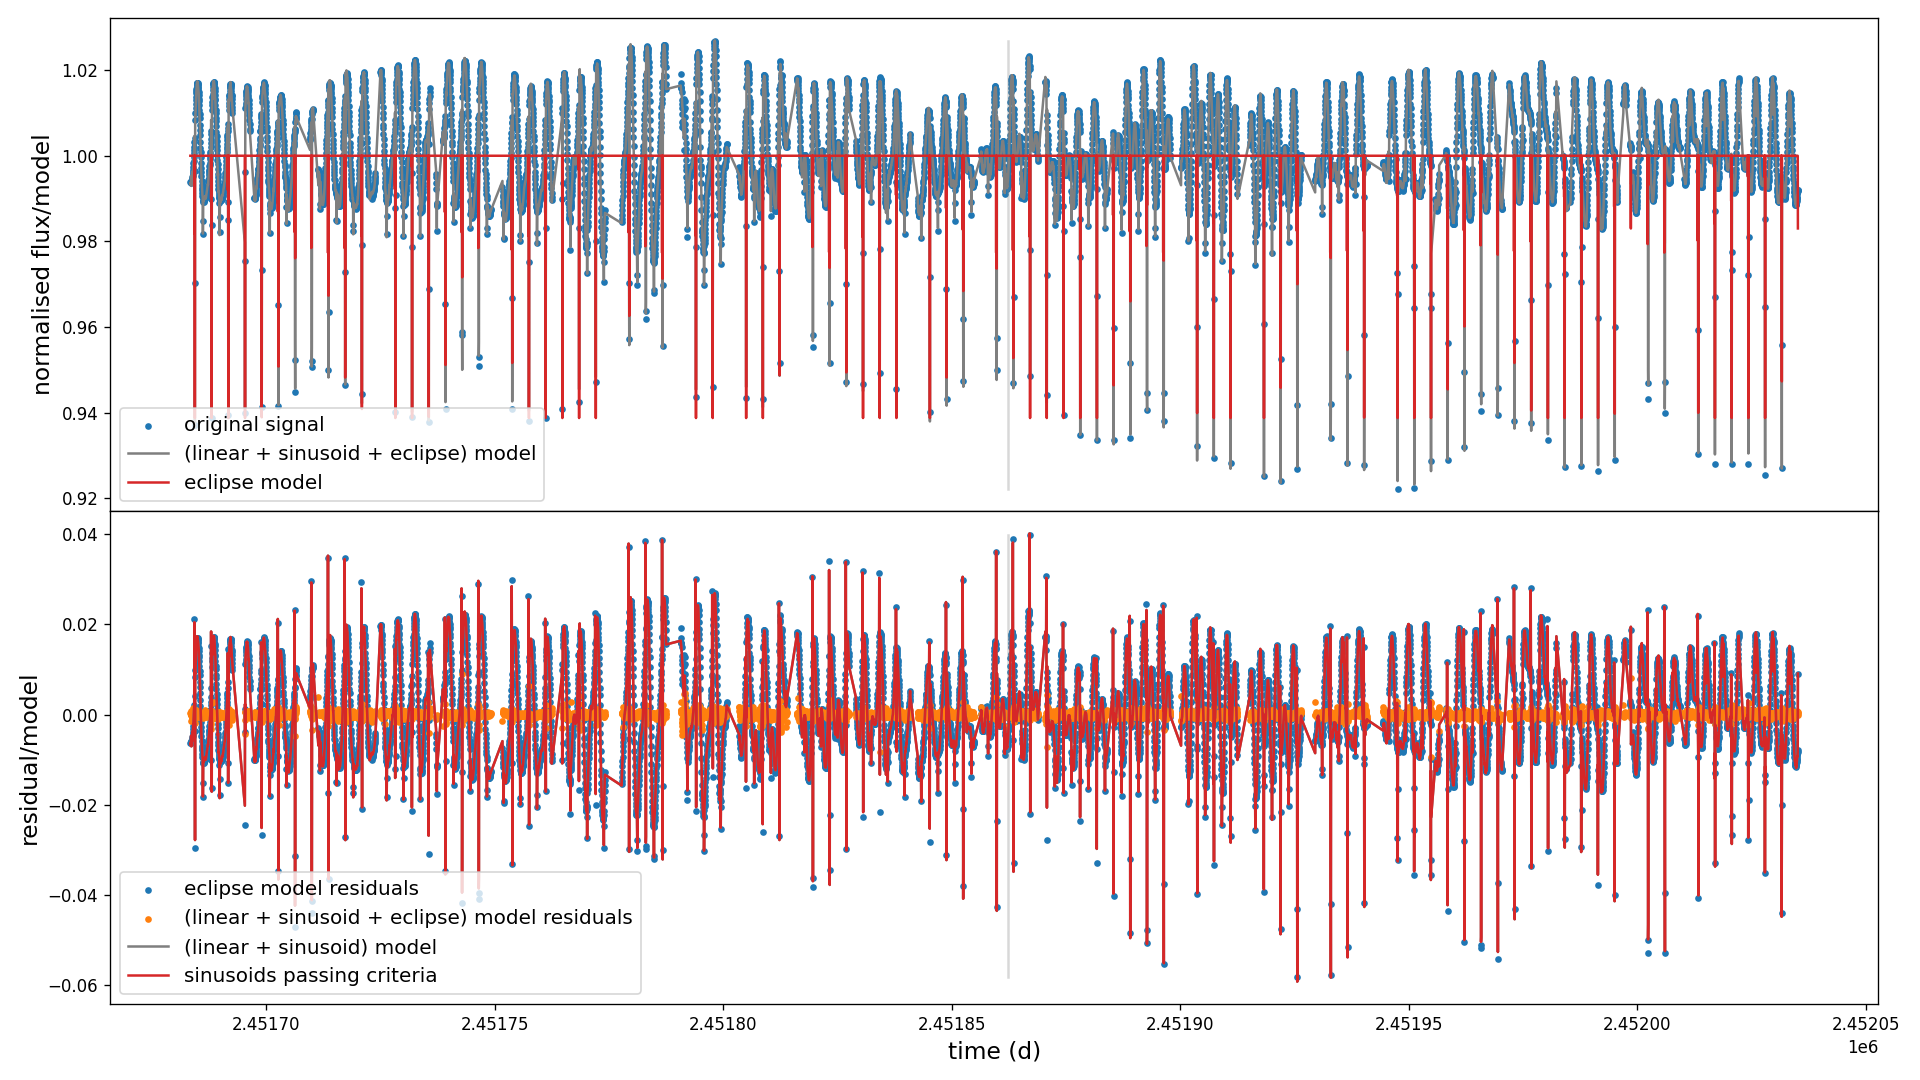 normalised flux/model
1.02
1.00
0.98
0.96
0.94
0.92
original signal
(linear + sinusoid + eclipse) model
eclipse model
residual/model
0.04
0.02
0.00
−0.02
−0.04
−0.06
eclipse model residuals
(linear + sinusoid + eclipse) model residuals
(linear + sinusoid) model
sinusoids passing criteria
2.45170 2.45175 2.45180 2.45185 2.45190 2.45195 2.45200 2.45205
1e6
time (d)